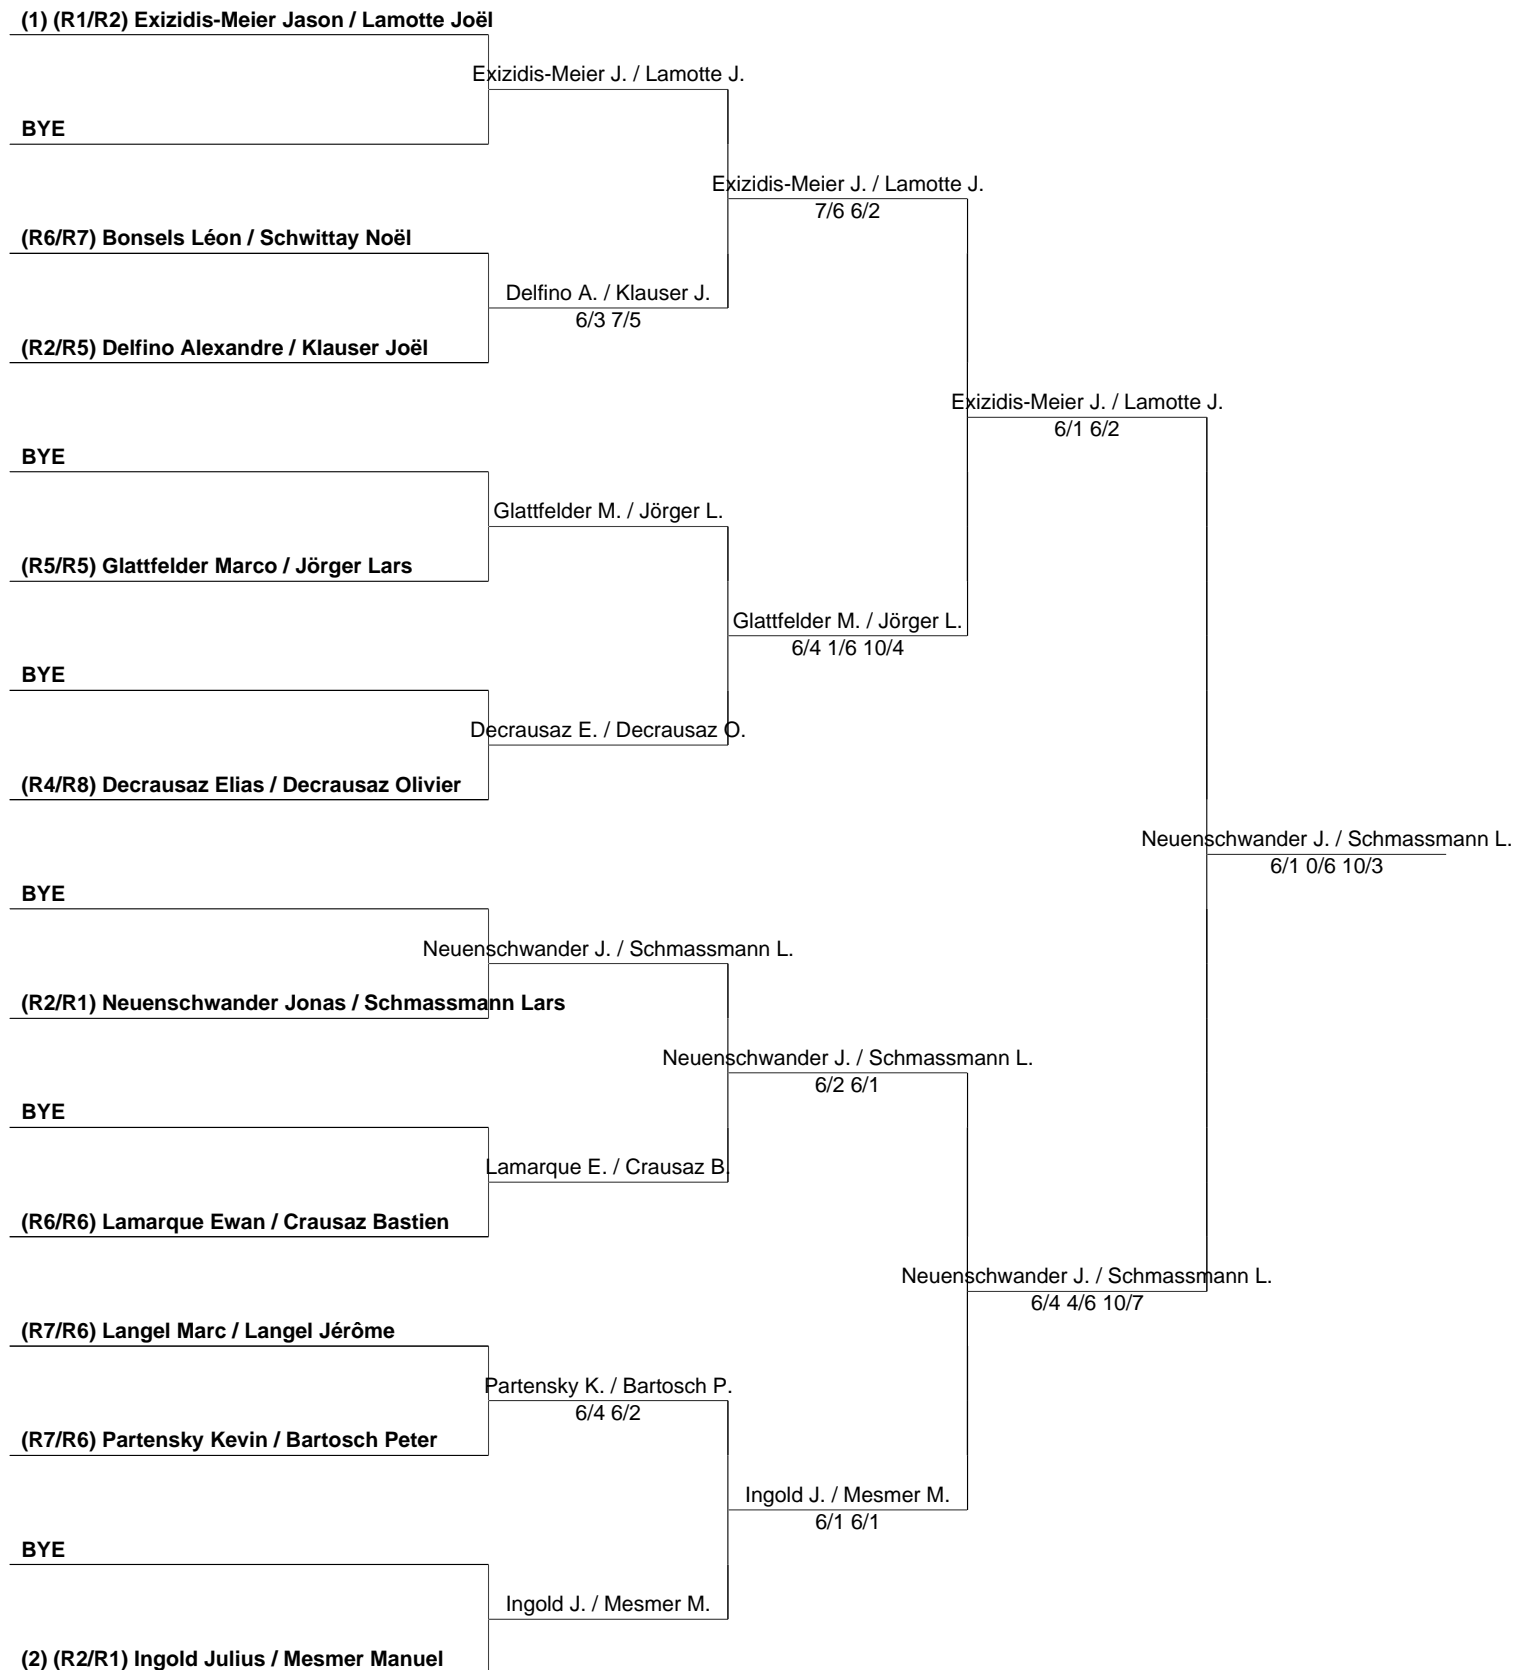 (1) (R1/R2) Exizidis-Meier Jason / Lamotte Joël
Exizidis-Meier J. / Lamotte J.
BYE
Exizidis-Meier J. / Lamotte J.
7/6 6/2
(R6/R7) Bonsels Léon / Schwittay Noël
Delfino A. / Klauser J.
6/3 7/5
(R2/R5) Delfino Alexandre / Klauser Joël
Exizidis-Meier J. / Lamotte J.
6/1 6/2
BYE
Glattfelder M. / Jörger L.
(R5/R5) Glattfelder Marco / Jörger Lars
Glattfelder M. / Jörger L.
6/4 1/6 10/4
BYE
Decrausaz E. / Decrausaz O.
(R4/R8) Decrausaz Elias / Decrausaz Olivier
Neuenschwander J. / Schmassmann L.
6/1 0/6 10/3
BYE
Neuenschwander J. / Schmassmann L.
(R2/R1) Neuenschwander Jonas / Schmassmann Lars
Neuenschwander J. / Schmassmann L.
6/2 6/1
BYE
Lamarque E. / Crausaz B.
(R6/R6) Lamarque Ewan / Crausaz Bastien
Neuenschwander J. / Schmassmann L.
6/4 4/6 10/7
(R7/R6) Langel Marc / Langel Jérôme
Partensky K. / Bartosch P.
6/4 6/2
(R7/R6) Partensky Kevin / Bartosch Peter
Ingold J. / Mesmer M.
6/1 6/1
BYE
Ingold J. / Mesmer M.
(2) (R2/R1) Ingold Julius / Mesmer Manuel